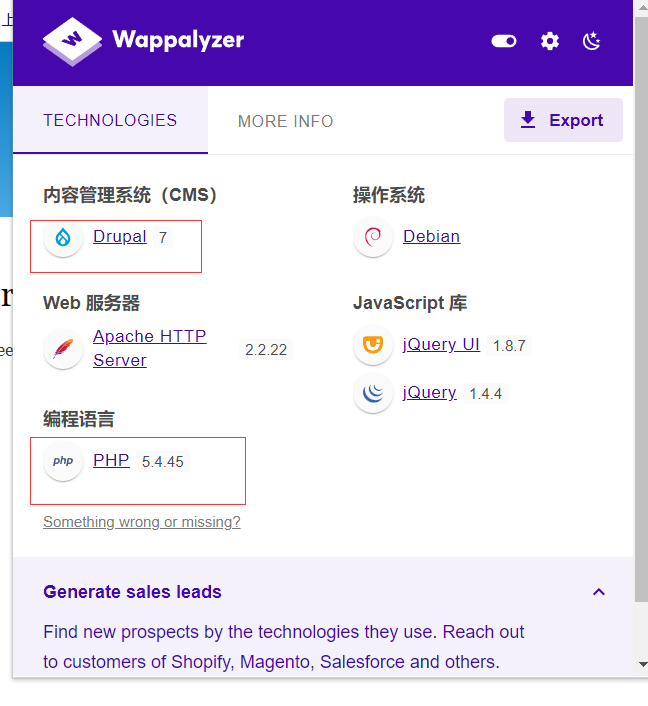 上
Wappalyzer
TECHNOLOGIES
MORE INFO
Export
内容管理系统（CMS）
Drupal 7
操作系统
Debian
Web 服务器
Apache HTTP
Server 2.2.22
JavaScript 库
jQuery UI 1.8.7
jQuery 1.4.4
编程语言
php PHP 5.4.45
Something wrong or missing?
Generate sales leads
Find new prospects by the technologies they use. Reach out
to customers of Shopify, Magento, Salesforce and others.